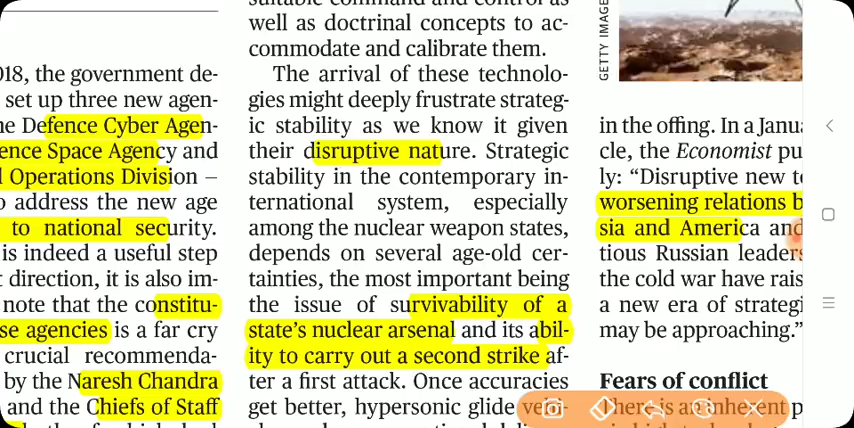 018, the government de-
set up three new agen-
ne Defence Cyber Agen-
ence Space Agency and
l Operations Division –
o address the new age
to national security.
is indeed a useful step
t direction, it is also im-
note that the constitu-
se agencies is a far cry
crucial recommenda-
by the Naresh Chandra
and the Chiefs of Staff
suitable command and control as
well as doctrinal concepts to ac-
commodate and calibrate them.
The arrival of these technolo-
gies might deeply frustrate strateg-
ic stability as we know it given
their disruptive nature. Strategic
stability in the contemporary in-
ternational system, especially
among the nuclear weapon states,
depends on several age-old cer-
tainties, the most important being
the issue of survivability of a
state's nuclear arsenal and its abil-
ity to carry out a second strike af-
ter a first attack. Once accuracies
get better, hypersonic glide
GETTY IMAGE
in the offing. In a Janu
cle, the Economist pu
ly: "Disruptive new te
worsening relations b
sia and America and
tious Russian leaders
the cold war have rais
a new era of strategi
may be approaching."
Fears of conflict
There is an inherent p